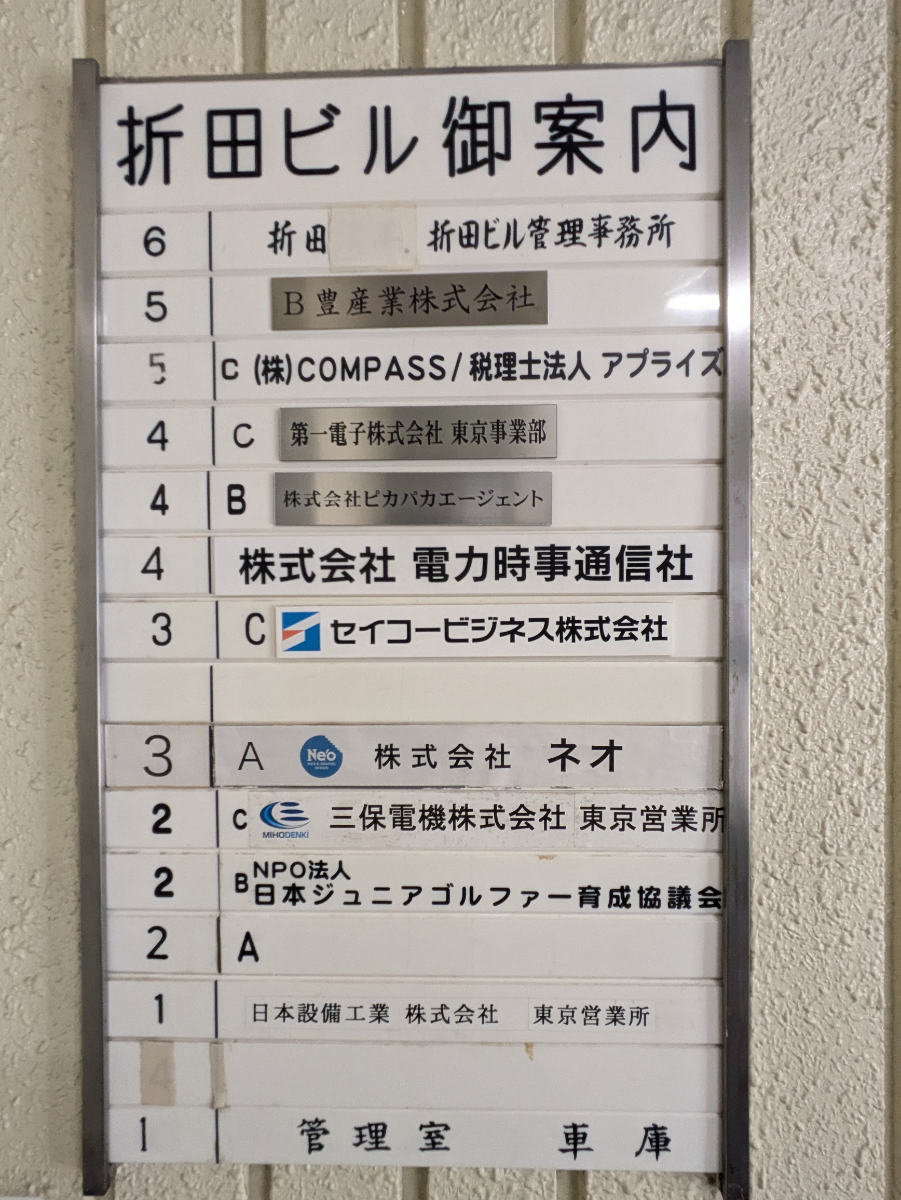 折田ビル御案内
6 折田 折田ビル管理事務所
5 B 豊産業株式会社
5 C (株)COMPASS/税理士法人 アプライズ
4 C 第一電子株式会社 東京事業部
4 B 株式会社ピカパカエージェント
4 株式会社 電力時事通信社
3 C セイコービジネス株式会社
3 A Neo 株式会社 ネオ
2 C MIHODENKI 三保電機株式会社 東京営業所
2 B NPO法人
日本ジュニアゴルファー育成協議会
2 A
1 日本設備工業 株式会社 東京営業所
4
1 管理室 車庫